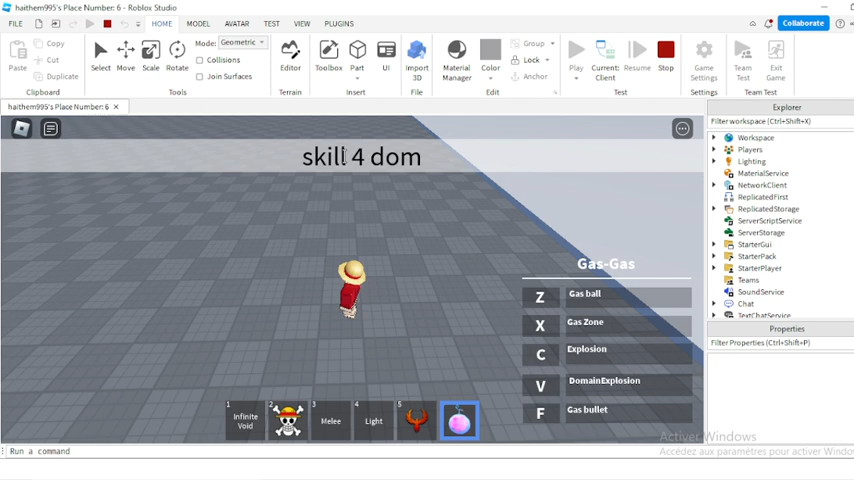 haithem995's Place Number: 6 - Roblox Studio
FILE HOME MODEL AVATAR TEST VIEW PLUGINS Collaborate
Paste Copy Cut Duplicate Clipboard
Select Move Scale Rotate Mode: Geometric Collisions Join Surfaces Tools
Editor Terrain
Toolbox Part UI Insert
Import 3D File
Material Manager Color Group Lock Anchor Edit
Play Current: Client Resume Stop Test
Game Settings Settings
Team Test Exit Game Team Test
haithem995's Place Number: 6
skill 4 dom
Gas-Gas
Z Gas ball
X Gas Zone
C Explosion
V DomainExplosion
F Gas bullet
1 Infinite Void
2
3 Melee
4 Light
5
Explorer
Filter workspace (Ctrl+Shift+X)
Workspace
Players
Lighting
MaterialService
NetworkClient
ReplicatedFirst
ReplicatedStorage
ServerScriptService
ServerStorage
StarterGui
StarterPack
StarterPlayer
Teams
SoundService
Chat
TextChatService
Properties
Filter Properties (Ctrl+Shift+P)
Activer Windows
Accédez aux paramètres pour activer Windo
Run a command